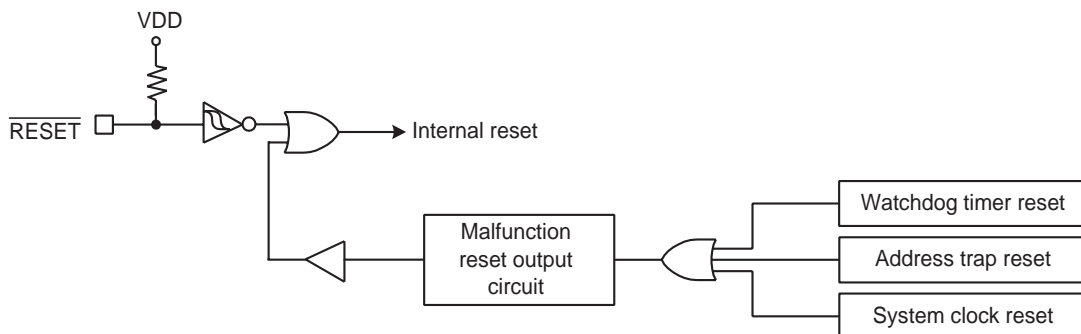 VDD
RESET
Internal reset
Watchdog timer reset
Malfunction
reset output
circuit
Address trap reset
System clock reset